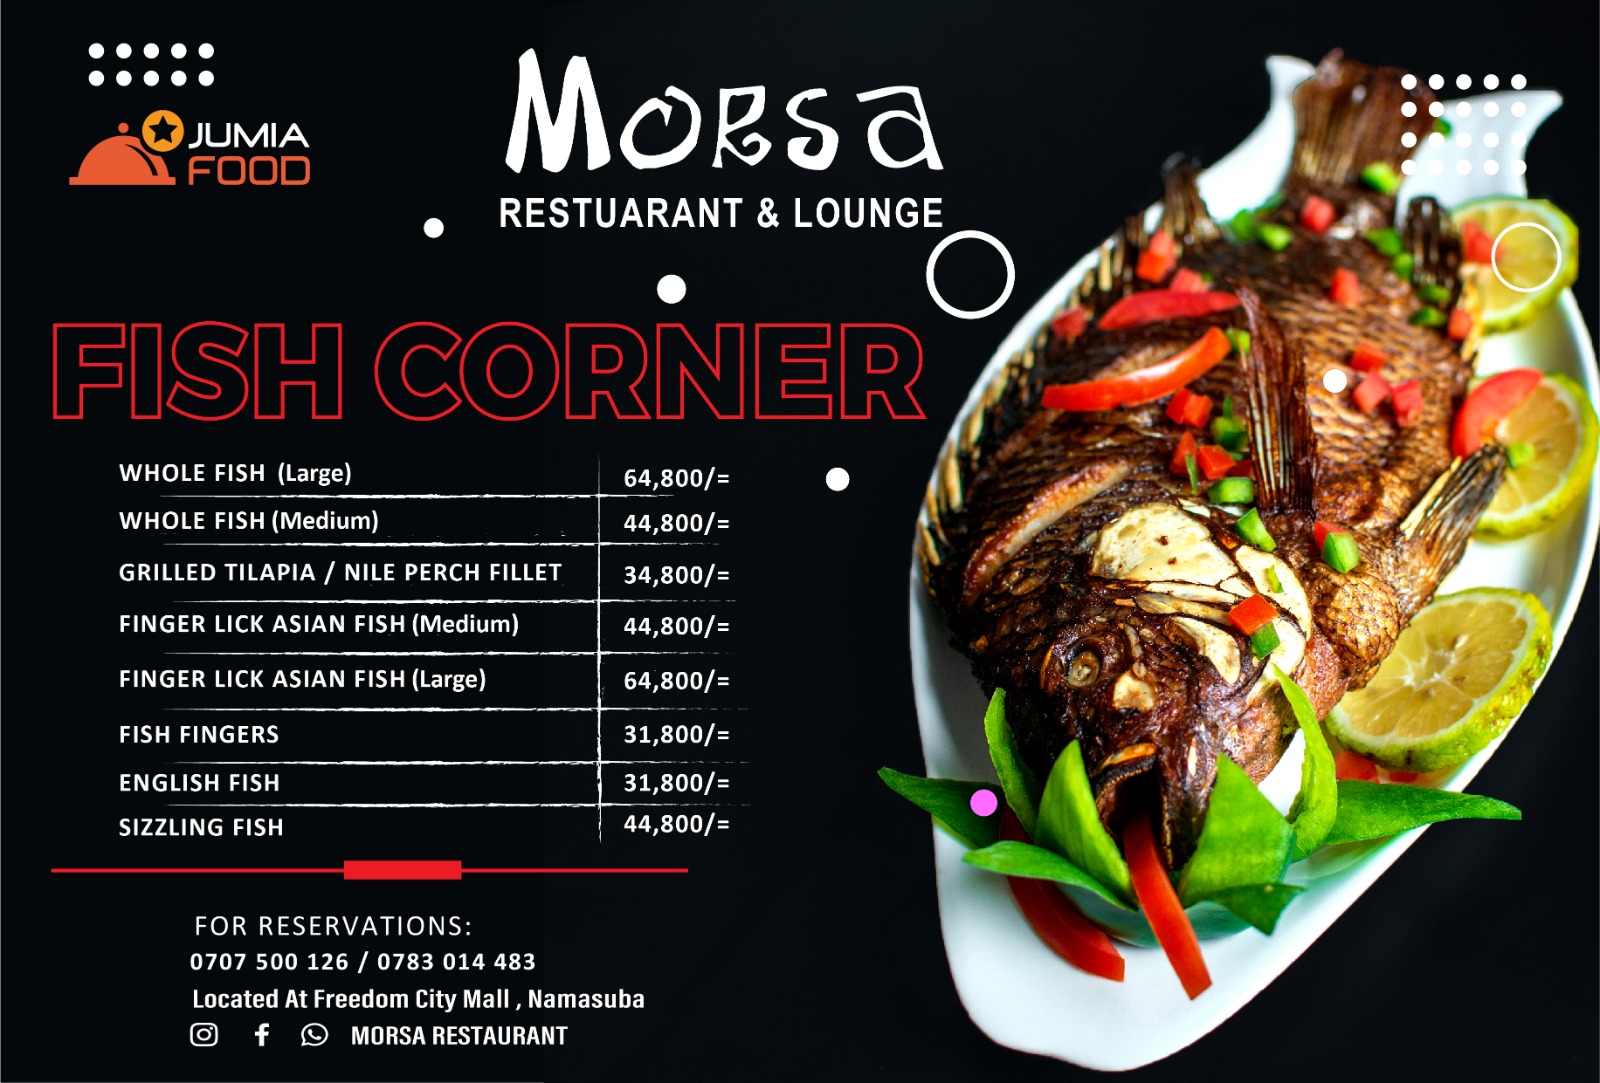 JUMIA
FOOD
MORSA
RESTUARANT & LOUNGE
FISH CORNER
WHOLE FISH (Large) 64,800/=
WHOLE FISH (Medium) 44,800/=
GRILLED TILAPIA / NILE PERCH FILLET 34,800/=
FINGER LICK ASIAN FISH (Medium) 44,800/=
FINGER LICK ASIAN FISH (Large) 64,800/=
FISH FINGERS 31,800/=
ENGLISH FISH 31,800/=
SIZZLING FISH 44,800/=
FOR RESERVATIONS:
0707 500 126 / 0783 014 483
Located At Freedom City Mall , Namasuba
MORSA RESTAURANT